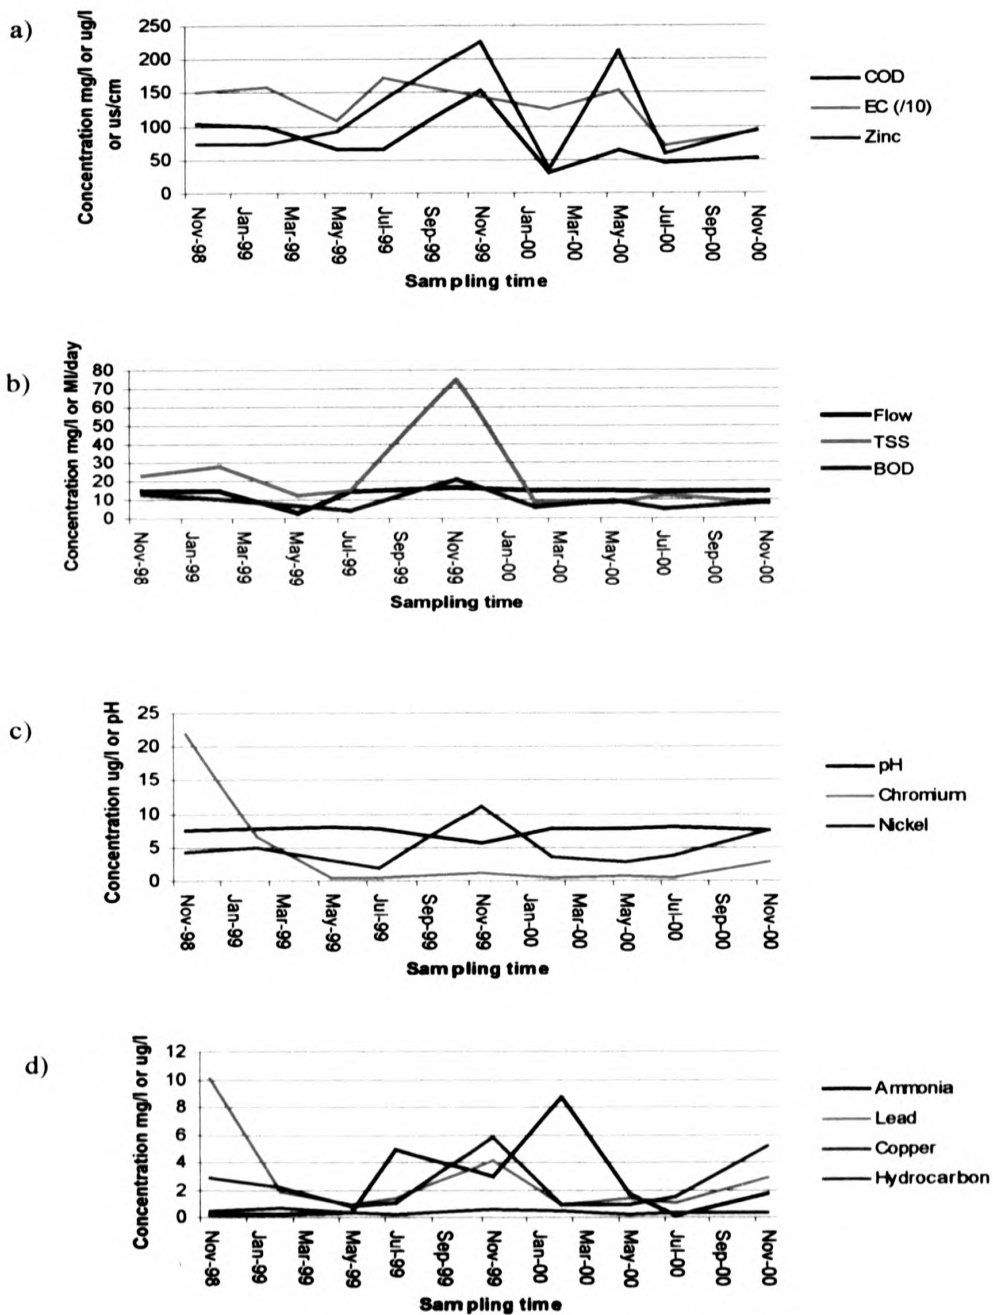 a)
Concentration mg/l or ug/l
or us/cm
250
200
150
100
50
0
Nov-98
Jan-99
Mar-99
May-99
Jul-99
Sep-99
Nov-99
Jan-00
Mar-00
May-00
Jul-00
Sep-00
Nov-00
Sampling time
COD
EC (/10)
Zinc
b)
Concentration mg/l or Ml/day
80
70
60
50
40
30
20
10
0
Nov-98
Jan-99
Mar-99
May-99
Jul-99
Sep-99
Nov-99
Jan-00
Mar-00
May-00
Jul-00
Sep-00
Nov-00
Sampling time
Flow
TSS
BOD
c)
Concentration ug/l or pH
25
20
15
10
5
0
Nov-98
Jan-99
Mar-99
May-99
Jul-99
Sep-99
Nov-99
Jan-00
Mar-00
May-00
Jul-00
Sep-00
Nov-00
Sampling time
pH
Chromium
Nickel
d)
Concentration mg/l or ug/l
12
10
8
6
4
2
0
Nov-98
Jan-99
Mar-99
May-99
Jul-99
Sep-99
Nov-99
Jan-00
Mar-00
May-00
Jul-00
Sep-00
Nov-00
Sampling time
Ammonia
Lead
Copper
Hydrocarbon